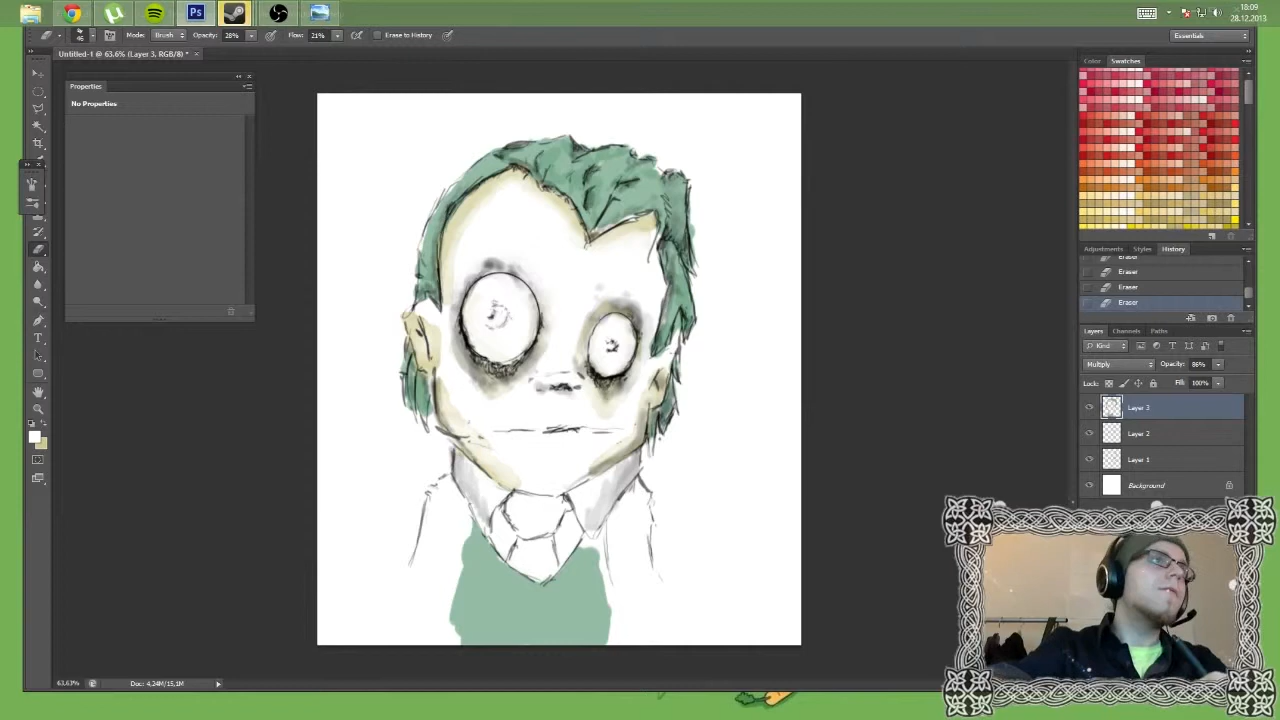 18:09
28.12.2013
46
Mode: Brush
Opacity: 28%
Flow: 21%
Erase to History
Essentials
Untitled-1 @ 63,6% (Layer 3, RGB/8) *
Properties
No Properties
Color
Swatches
Adjustments
Styles
History
Eraser
Eraser
Eraser
Eraser
Layers
Channels
Paths
Kind
Multiply
Opacity: 86%
Lock:
Fill: 100%
Layer 3
Layer 2
Layer 1
Background
63,63%
Doc: 4,24M/15,1M